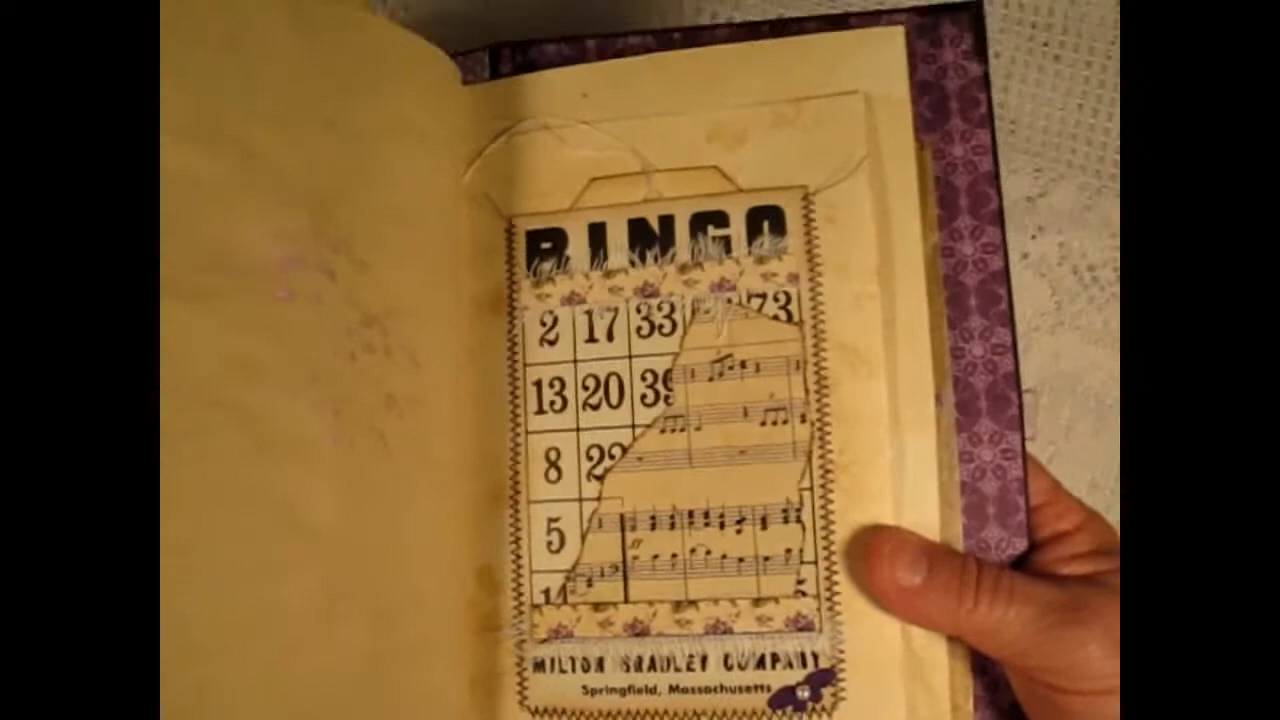 BINGO
2 17 33 73
13 20 39
8 22
5
MILTON BRADLEY COMPANY
Springfield, Massachusetts